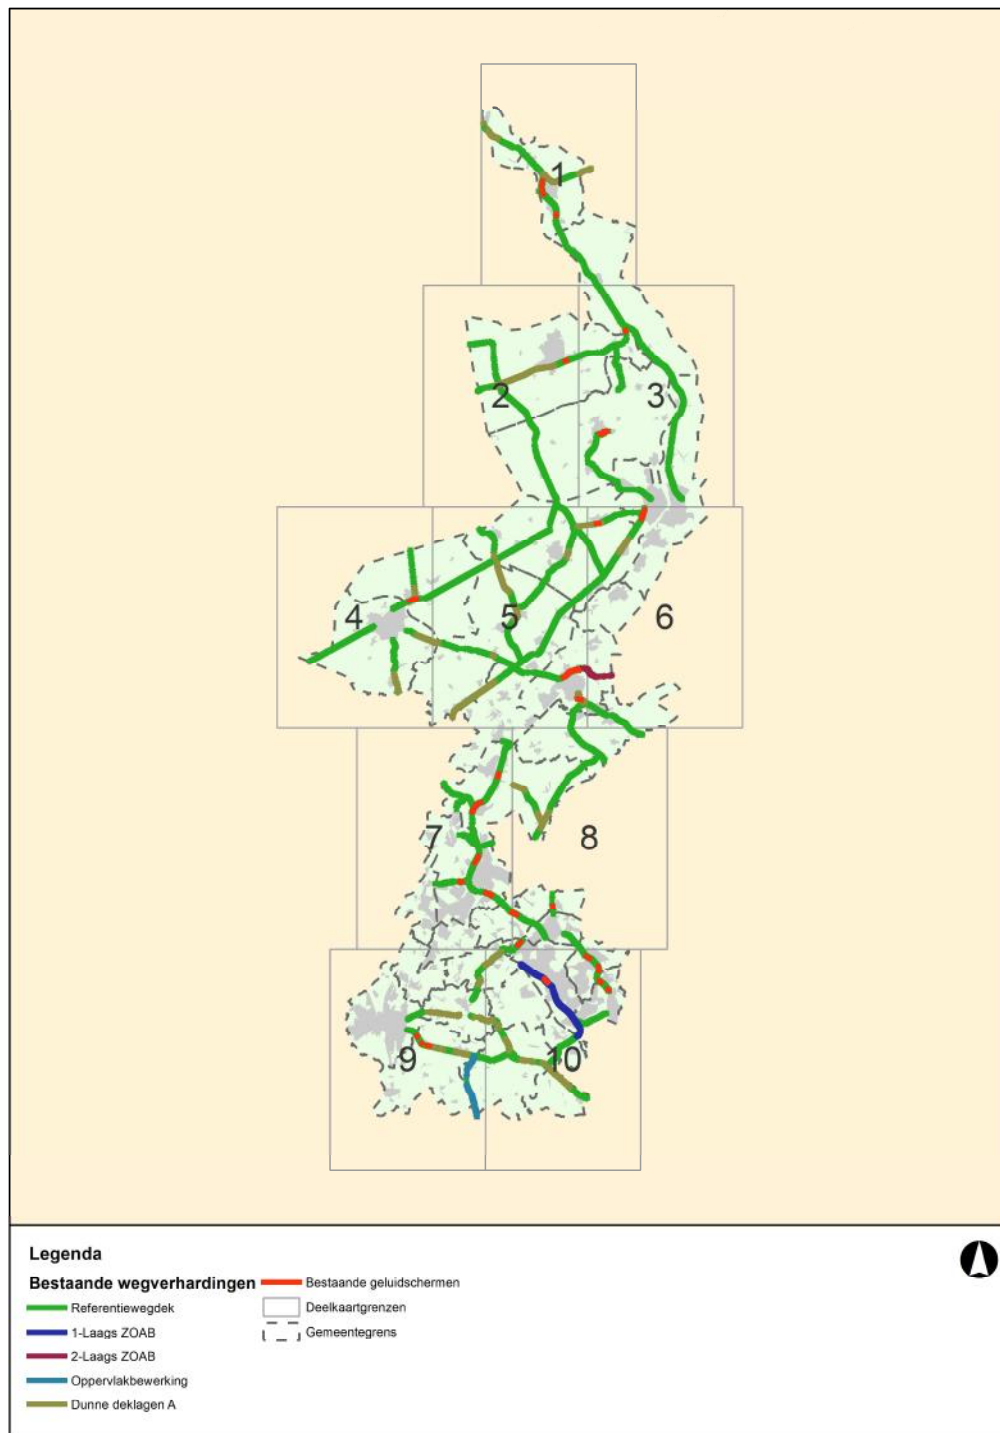 1
2
3
4
5
6
7
8
9
10
Legenda
Bestaande wegverhardingen
Referentiewegdek
1-Laags ZOAB
2-Laags ZOAB
Oppervlakbewerking
Dunne deklagen A
Bestaande geluidschermen
Deelkaartgrenzen
Gemeentegrens